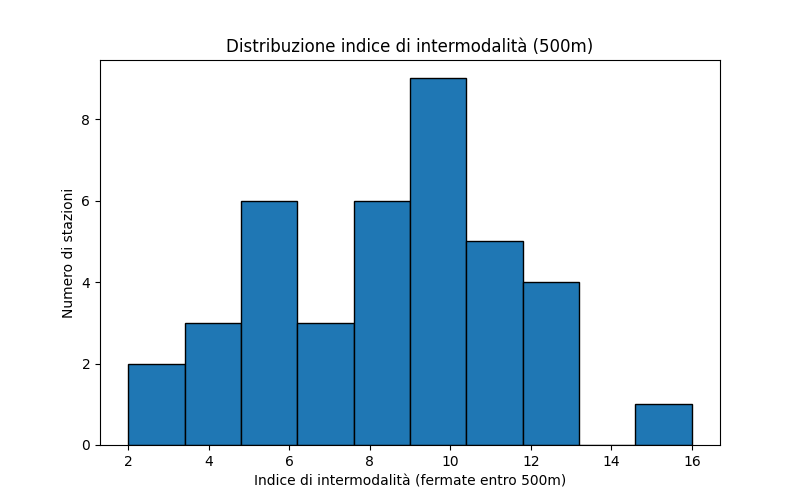 Distribuzione indice di intermodalità (500m)
Numero di stazioni
8
6
4
2
0
2 4 6 8 10 12 14 16
Indice di intermodalità (fermate entro 500m)